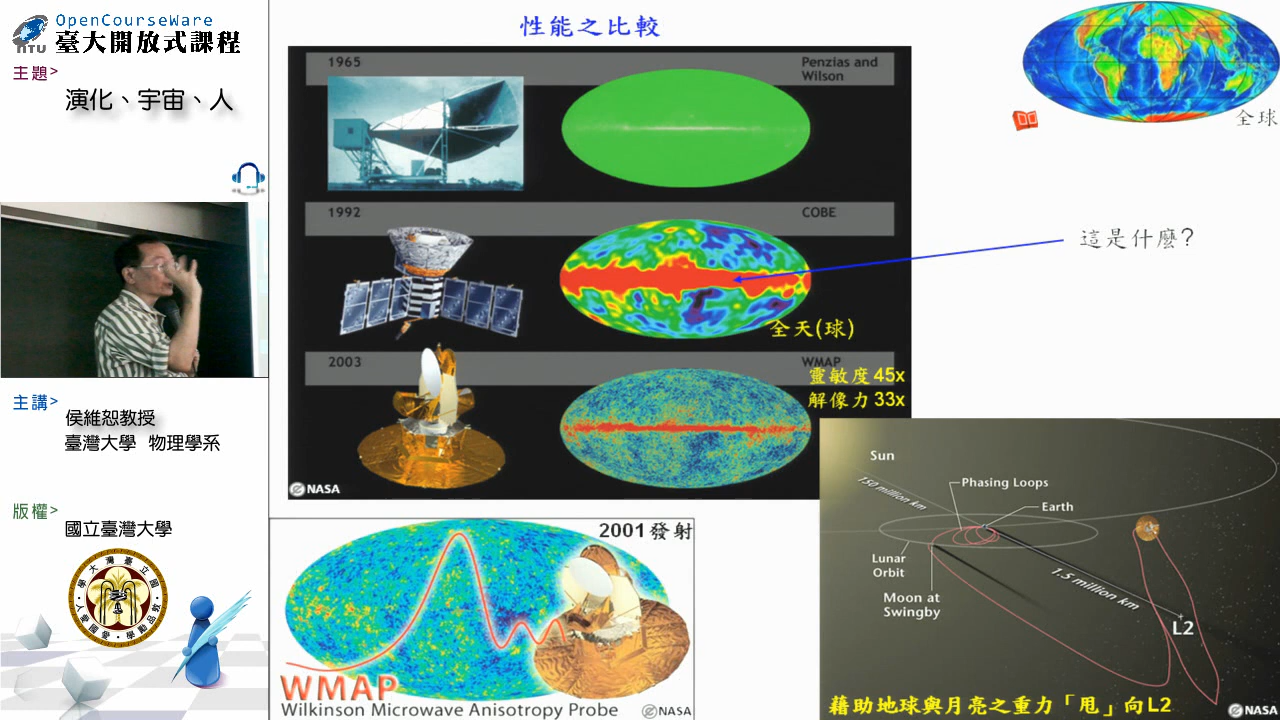 OpenCourseWare
NTU
臺大開放式課程
主題>
演化、宇宙、人
主講>
侯維恕教授
臺灣大學 物理學系
版權>
國立臺灣大學
性能之比較
1965
Penzias and
Wilson
1992
COBE
全天(球)
2003
WMAP
靈敏度45x
解像力33x
NASA
全球
這是什麼?
2001發射
WMAP
Wilkinson Microwave Anisotropy Probe
NASA
Sun
150 million km
Phasing Loops
Earth
Lunar
Orbit
Moon at
Swingby
1.5 million km
L2
藉助地球與月亮之重力「甩」向L2
NASA